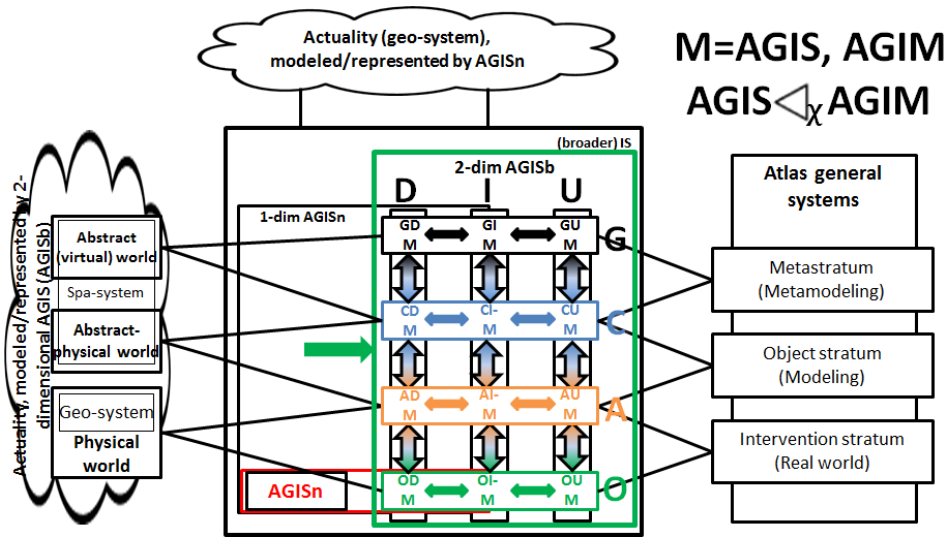 Actuality (geo-system),
modeled/represented by AGISn
M=AGIS, AGIM
AGIS◁χ AGIM
(broader) IS
2-dim AGISb
D I U
1-dim AGISn
GD GI GU
M M M
G
CD CI- CU
M M M
C
AD AI- AU
M M M
A
OD OI- OU
M M M
O
AGISn
Actuality, modeled/represented by 2-
dimensional AGIS (AGISb)
Abstract
(virtual) world
Spa-system
Abstract-
physical world
Geo-system
Physical
world
Atlas general
systems
Metastratum
(Metamodeling)
Object stratum
(Modeling)
Intervention stratum
(Real world)